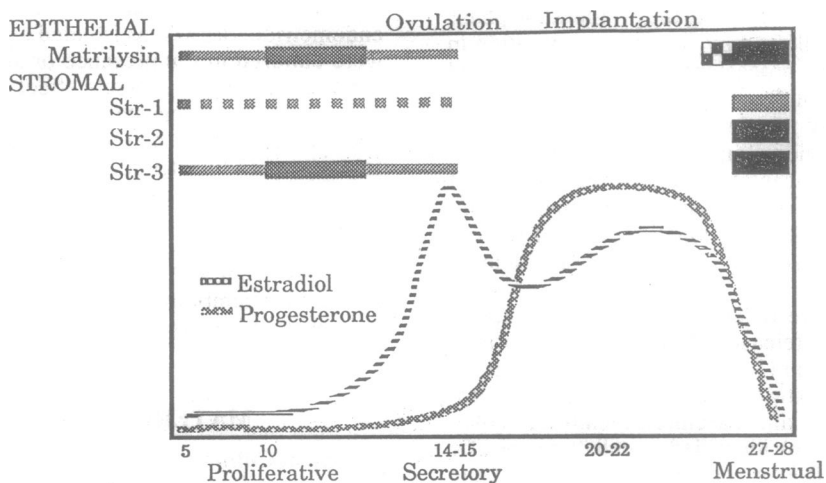 EPITHELIAL Ovulation Implantation
Matrilysin
STROMAL
Str-1
Str-2
Str-3
Estradiol
Progesterone
5 10 14-15 20-22 27-28
Proliferative Secretory Menstrual